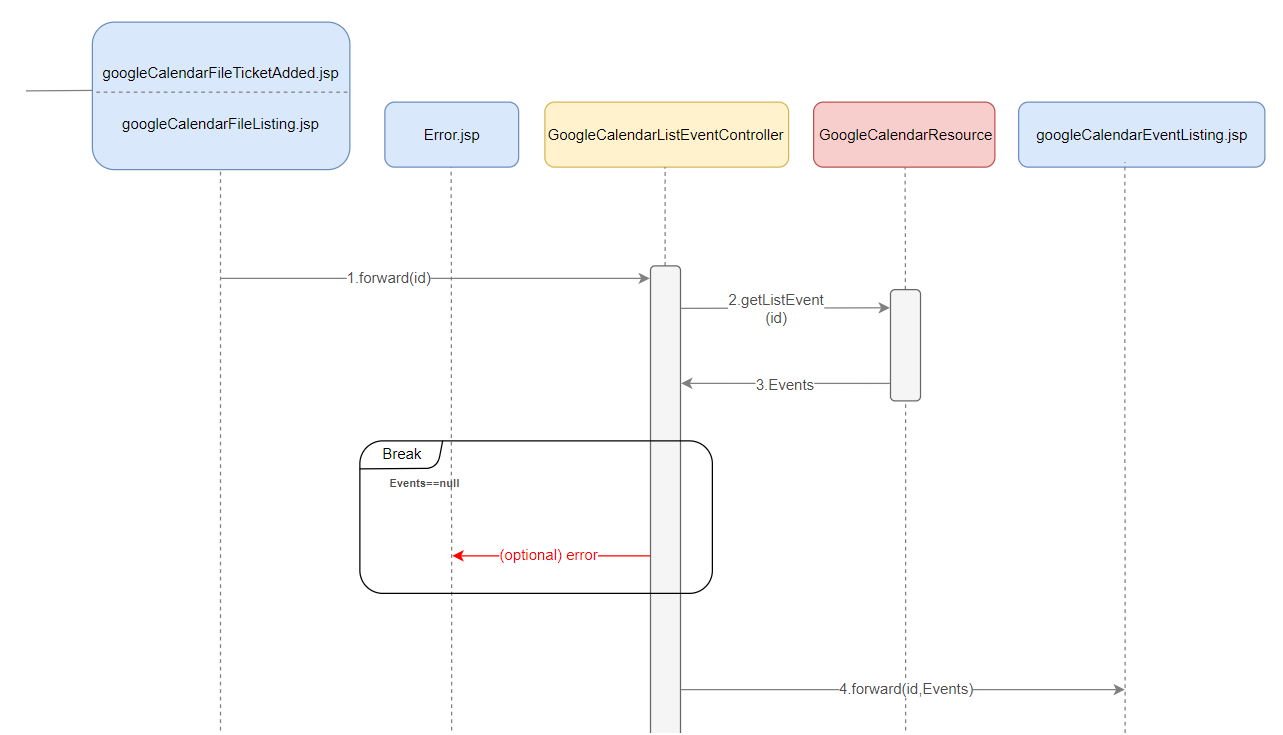 googleCalendarFileTicketAdded.jsp
googleCalendarFileListing.jsp
Error.jsp
GoogleCalendarListEventController
GoogleCalendarResource
googleCalendarEventListing.jsp
1.forward(id)
2.getListEvent
(id)
3.Events
Break
Events==null
(optional) error
4.forward(id,Events)